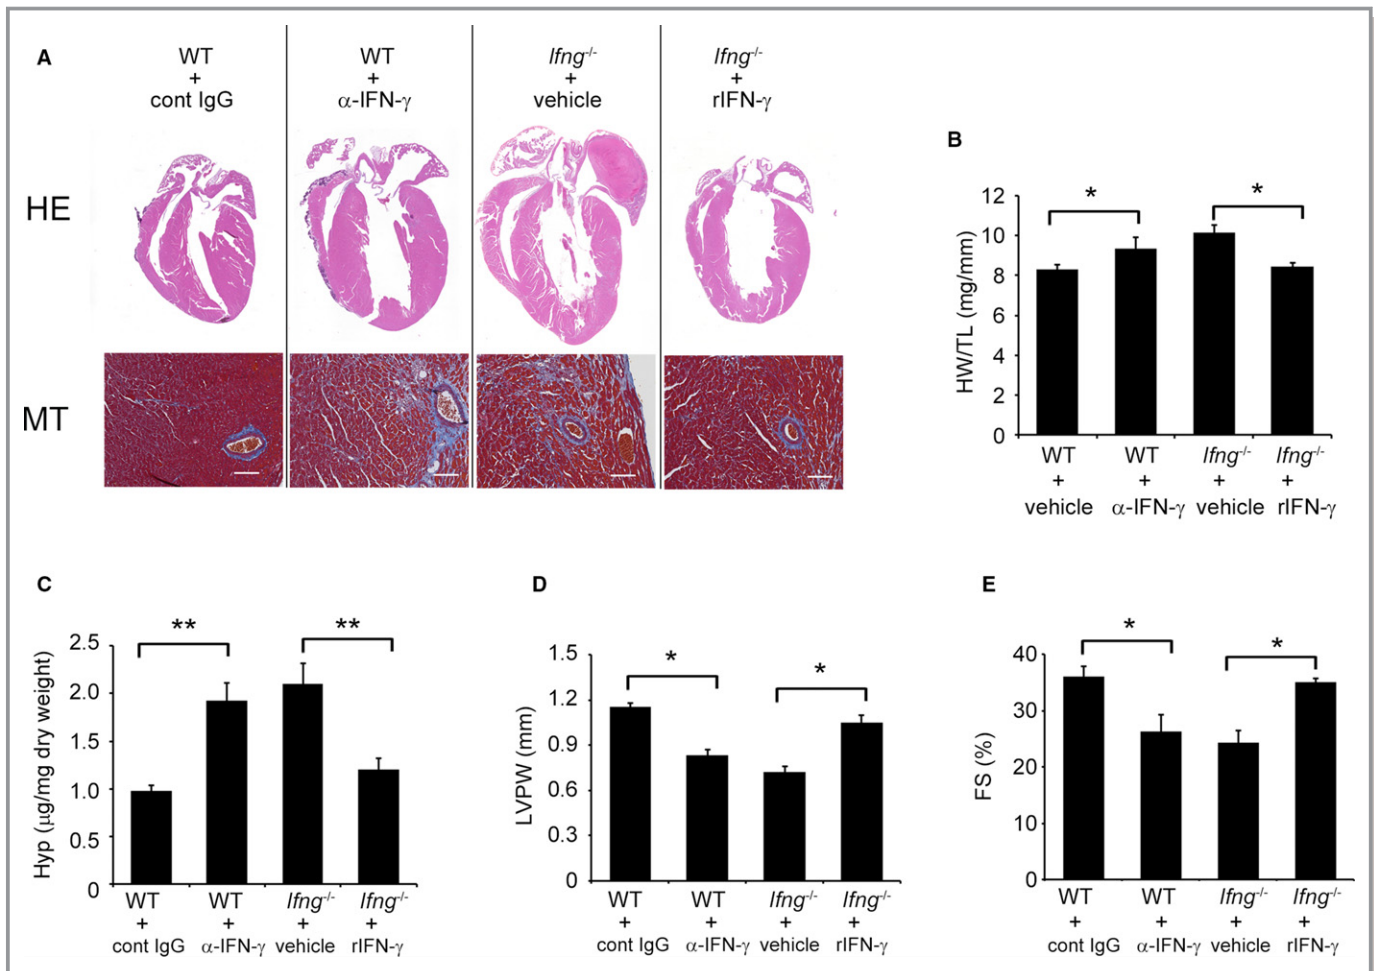 A
WT
+
cont IgG
WT
+
α-IFN-γ
Ifng-/-
+
vehicle
Ifng-/-
+
rIFN-γ
HE
MT
B
HW/TL (mg/mm)
12
10
8
6
4
2
0
*
*
WT
+
vehicle
WT
+
α-IFN-γ
Ifng-/-
+
vehicle
Ifng-/-
+
rIFN-γ
C
Hyp (μg/mg dry weight)
2.5
2.0
1.5
1.0
0.5
0
**
**
WT
+
cont IgG
WT
+
α-IFN-γ
Ifng-/-
+
vehicle
Ifng-/-
+
rIFN-γ
D
LVPW (mm)
1.5
1.2
0.9
0.6
0.3
0
*
*
WT
+
cont IgG
WT
+
α-IFN-γ
Ifng-/-
+
vehicle
Ifng-/-
+
rIFN-γ
E
FS (%)
40
30
20
10
0
*
*
WT
+
cont IgG
WT
+
α-IFN-γ
Ifng-/-
+
vehicle
Ifng-/-
+
rIFN-γ